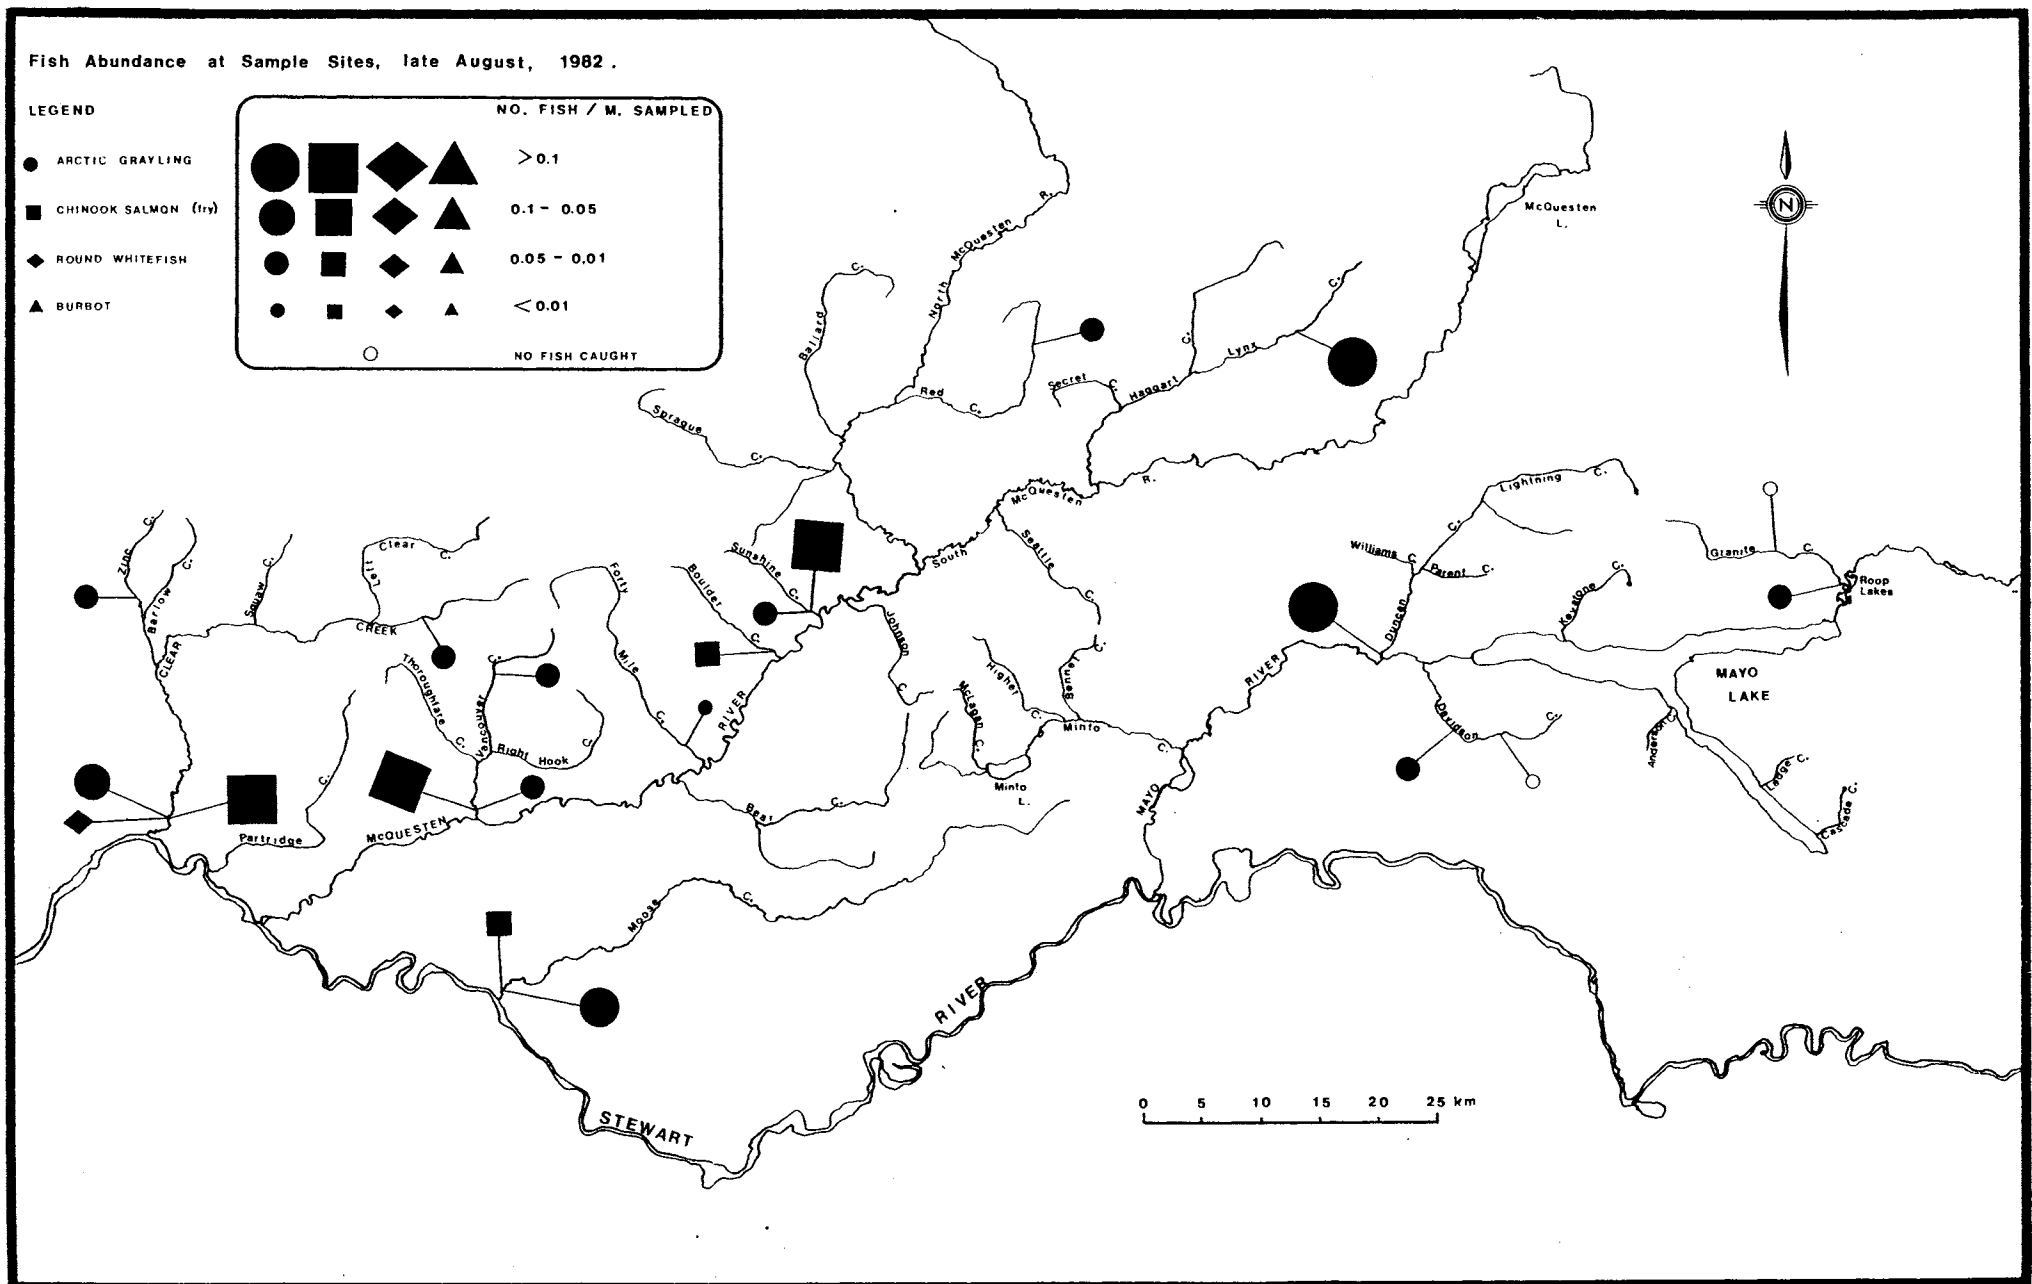 Fish Abundance at Sample Sites, late August, 1982.
LEGEND
NO. FISH / M. SAMPLED
ARCTIC GRAYLING
>0.1
CHINOOK SALMON (fry)
0.1 - 0.05
ROUND WHITEFISH
0.05 - 0.01
BURBOT
<0.01
NO FISH CAUGHT
N
McQuesten
L.
North McQuesten R.
Ballard C.
Red C.
Secret C.
Haggart C.
Lynx C.
Sprague C.
South McQuesten R.
Seattle C.
Lightning C.
Williams C.
Parent C.
Duncan C.
Granite C.
Keystone C.
Roop
Lakes
Zinc C.
Barlow C.
Squaw C.
Left Clear C.
CLEAR CREEK
Forty Mile C.
Boulder C.
Sunshine C.
Johnson C.
Thoroughfare C.
Vancouver C.
Right Hook C.
McQUESTEN RIVER
Partridge C.
Bear C.
McLagan C.
Higher C.
Bennet C.
Minto C.
Minto
L.
MAYO RIVER
MAYO
LAKE
Davidson C.
Anderson C.
Ledge C.
Cascade C.
Moose C.
STEWART RIVER
0 5 10 15 20 25 km